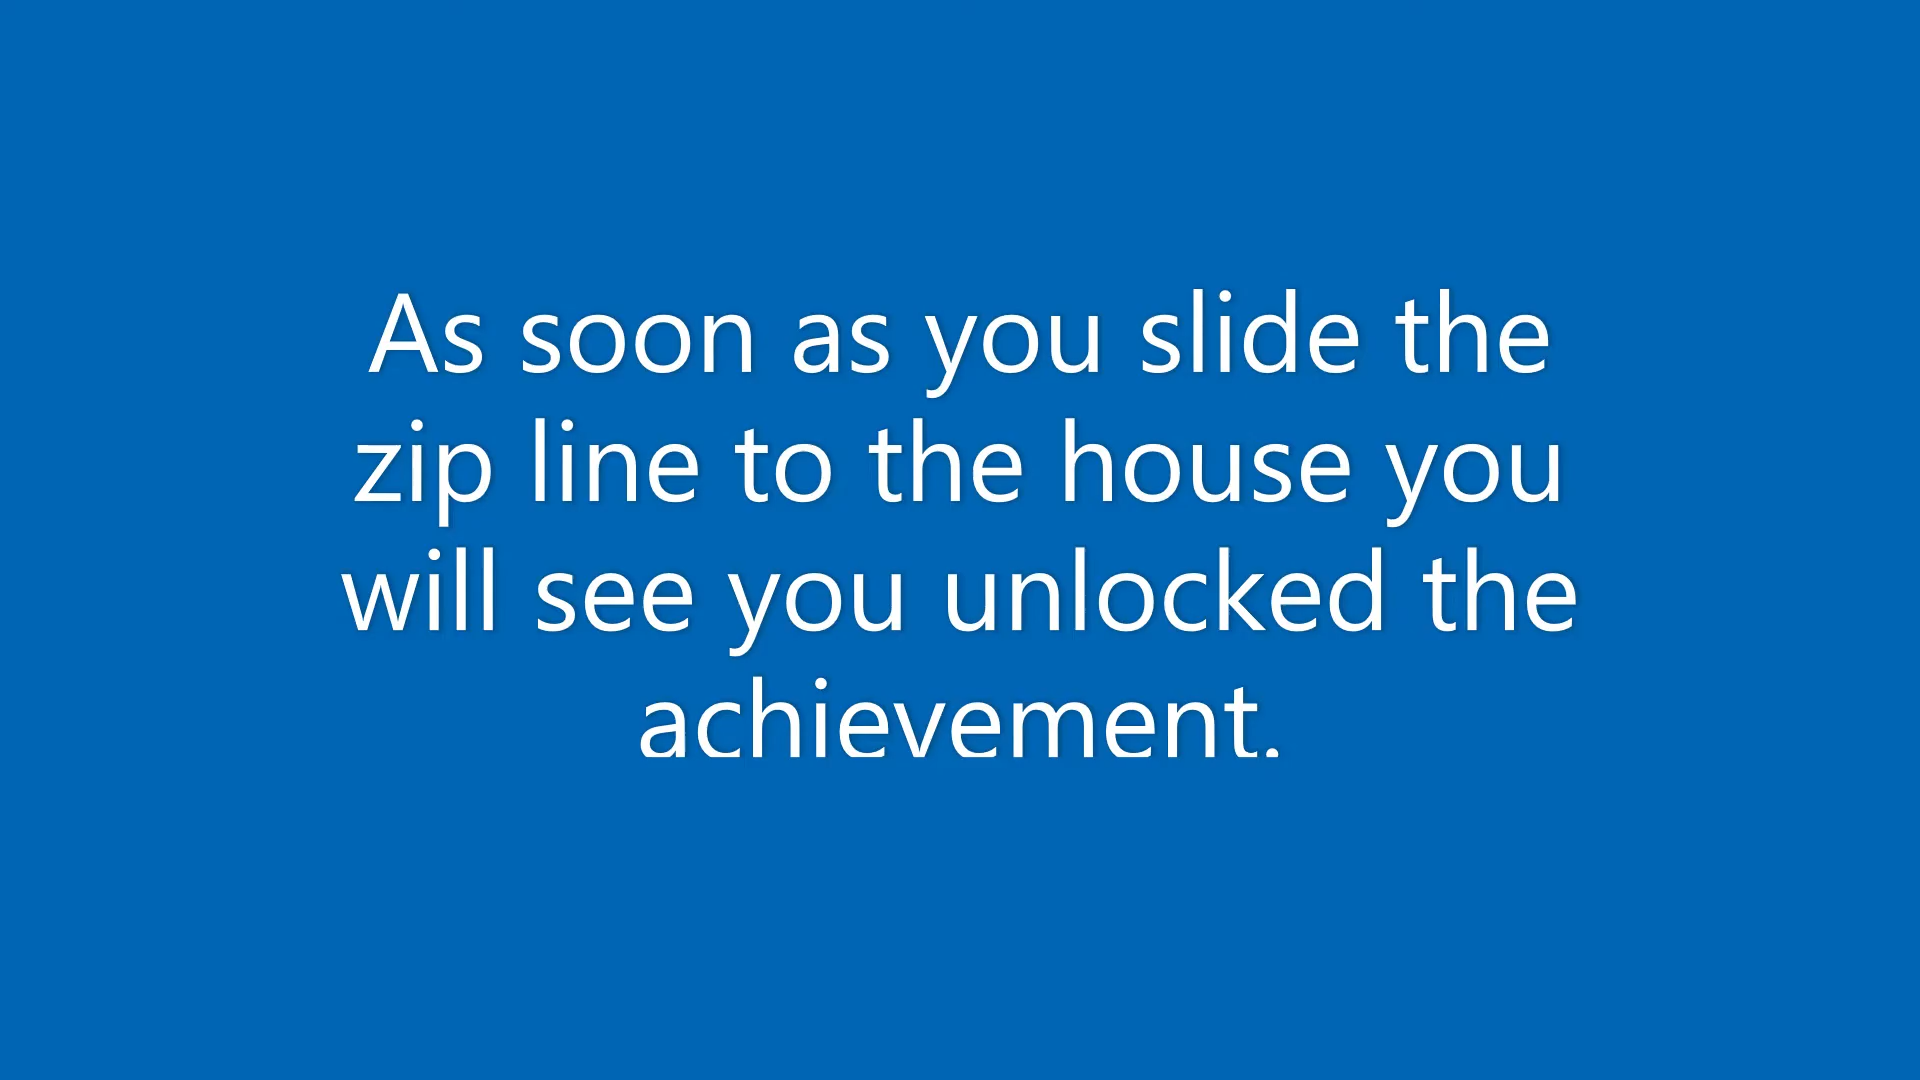 As soon as you slide the
zip line to the house you
will see you unlocked the
achievement.